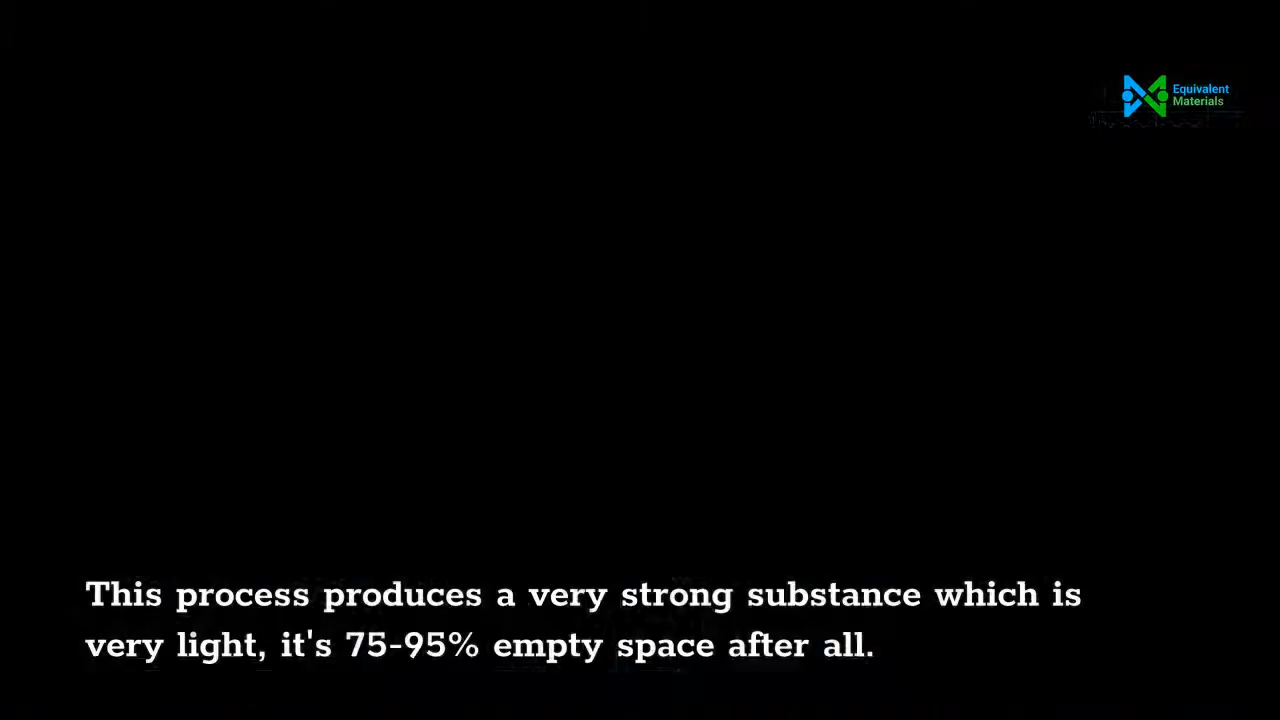 Equivalent
Materials
This process produces a very strong substance which is
very light, it's 75-95% empty space after all.